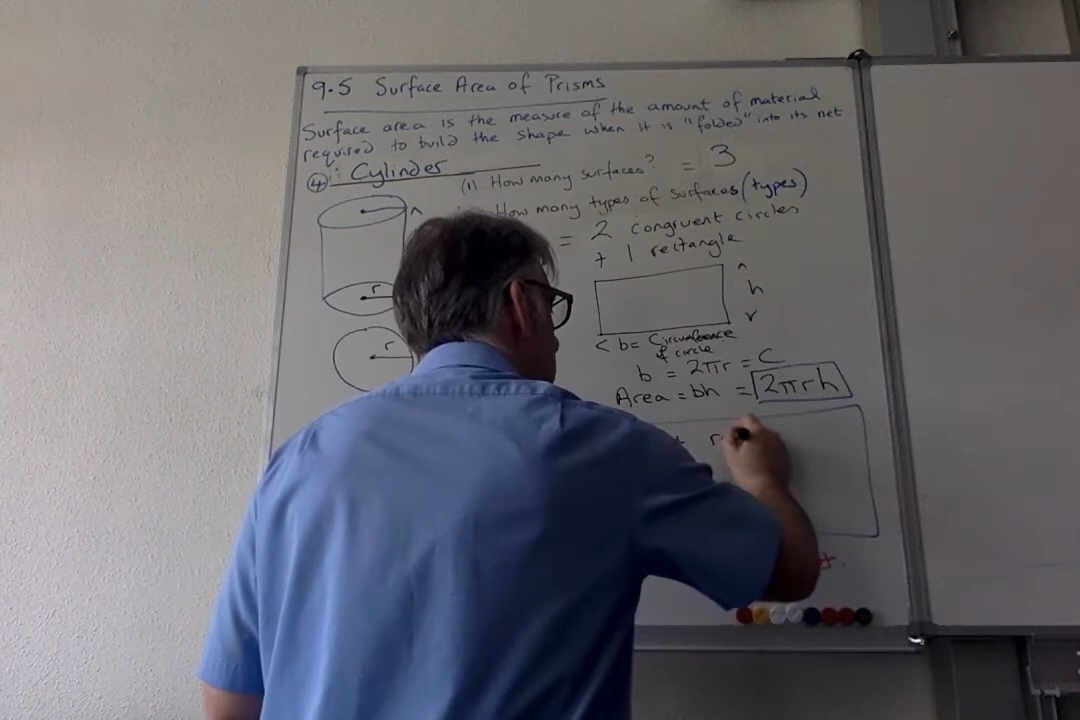 9.5 Surface Area of Prisms
Surface area is the measure of the amount of material
required to build the shape when it is "folded" into its net
④ : Cylinder
(1) How many surfaces? = 3
How many types of surfaces (types)
= 2 congruent circles
+ 1 rectangle
r
h
r
< b = Circumference
of circle
b = 2πr = C
Area = bh = 2πrh
+ r